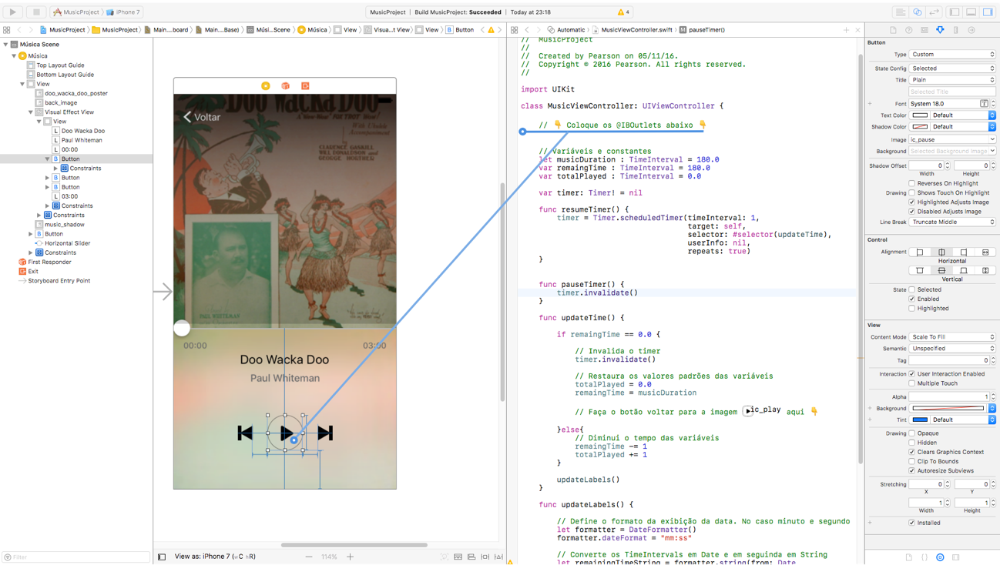 MusicProject
iPhone 7
MusicProject
Build MusicProject: Succeeded
Today at 23:18
4
MusicProject
MusicProject
Main....board
Main....Base)
Músi...Scene
Música
View
Visua...t View
View
Button
Automatic
MusicViewController.swift
pauseTimer()
Música Scene
Música
Top Layout Guide
Bottom Layout Guide
View
doo_wacka_doo_poster
back_image
Visual Effect View
View
Doo Wacka Doo
Paul Whiteman
00:00
Button
Constraints
Button
Button
03:00
Constraints
Constraints
music_shadow
Button
Horizontal Slider
Constraints
First Responder
Exit
Storyboard Entry Point
Filter
DOO WACKA DOO
Voltar
With Ukulele
Accompaniment
CLARENCE GASKILL
WILL DONALDSON
GEORGE HORTHER
PAUL WHITEMAN
00:00
03:00
Doo Wacka Doo
Paul Whiteman
View as: iPhone 7 (wC hR)
114%
// MusicProject
//
// Created by Pearson on 05/11/16.
// Copyright © 2016 Pearson. All rights reserved.
//
import UIKit
class MusicViewController: UIViewController {
// 👇 Coloque os @IBOutlets abaixo 👇
// Variáveis e constantes
let musicDuration : TimeInterval = 180.0
var remaingTime : TimeInterval = 180.0
var totalPlayed : TimeInterval = 0.0
var timer: Timer! = nil
func resumeTimer() {
timer = Timer.scheduledTimer(timeInterval: 1,
target: self,
selector: #selector(updateTime),
userInfo: nil,
repeats: true)
}
func pauseTimer() {
timer.invalidate()
}
func updateTime() {
if remaingTime == 0.0 {
// Invalida o timer
timer.invalidate()
// Restaura os valores padrões das variáveis
totalPlayed = 0.0
remaingTime = musicDuration
// Faça o botão voltar para a imagem ic_play aqui 👇
}else{
// Diminui o tempo das variáveis
remaingTime -= 1
totalPlayed += 1
}
updateLabels()
}
func updateLabels() {
// Define o formato da exibição da data. No caso minuto e segundo
let formatter = DateFormatter()
formatter.dateFormat = "mm:ss"
// Converte os TimeIntervals em Date e em seguinda em String
let remainingTimeString = formatter.string(from: Date
Button
Type Custom
State Config Selected
Title Plain
Selected Title
Font System 18.0
Text Color Default
Shadow Color Default
Image ic_pause
Background Selected Background Image
Shadow Offset 0 0
Width Height
Reverses On Highlight
Drawing Shows Touch On Highlight
Highlighted Adjusts Image
Disabled Adjusts Image
Line Break Truncate Middle
Control
Alignment
Horizontal
Vertical
State Selected
Enabled
Highlighted
View
Content Mode Scale To Fill
Semantic Unspecified
Tag 0
Interaction User Interaction Enabled
Multiple Touch
Alpha 1
Background
Tint Default
Drawing Opaque
Hidden
Clears Graphics Context
Clip To Bounds
Autoresize Subviews
Stretching 0 0
X Y
1 1
Width Height
Installed